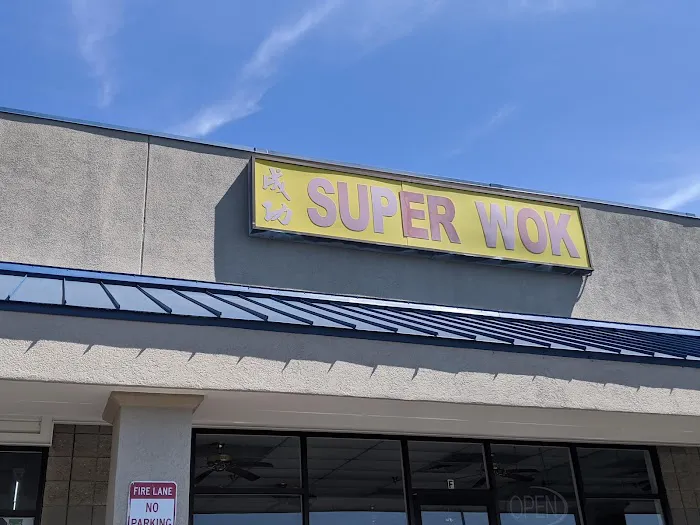 成功 SUPER WOK
FIRE LANE
NO
PARKING
E
OPEN